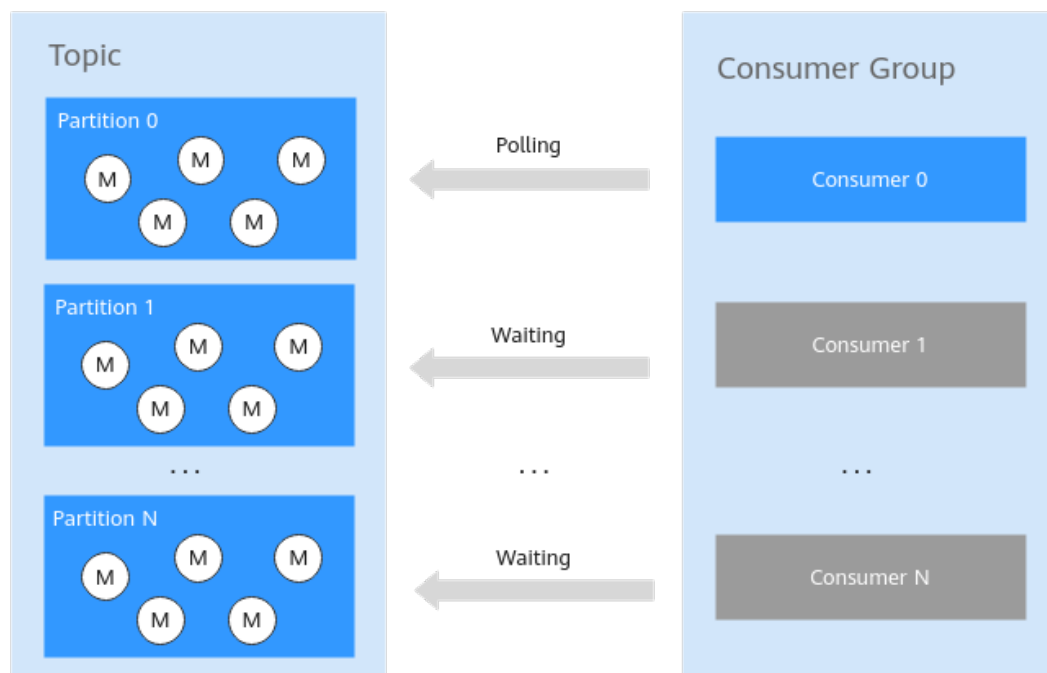 Topic
Consumer Group
Partition 0
M
M
M
M
M
Polling
Consumer 0
Partition 1
M
M
M
M
M
Waiting
Consumer 1
...
...
...
Partition N
M
M
M
M
M
Waiting
Consumer N